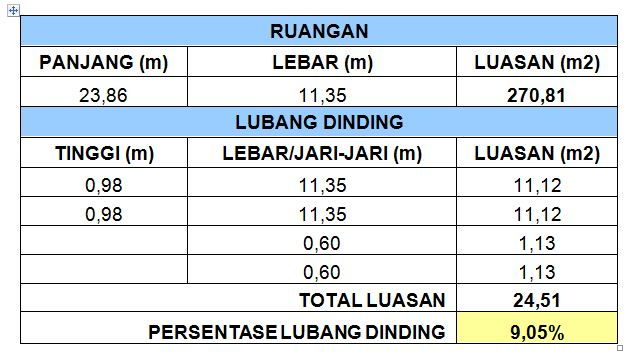 RUANGAN
PANJANG (m) LEBAR (m) LUASAN (m2)
23,86 11,35 270,81
LUBANG DINDING
TINGGI (m) LEBAR/JARI-JARI (m) LUASAN (m2)
0,98 11,35 11,12
0,98 11,35 11,12
0,60 1,13
0,60 1,13
TOTAL LUASAN 24,51
PERSENTASE LUBANG DINDING 9,05%